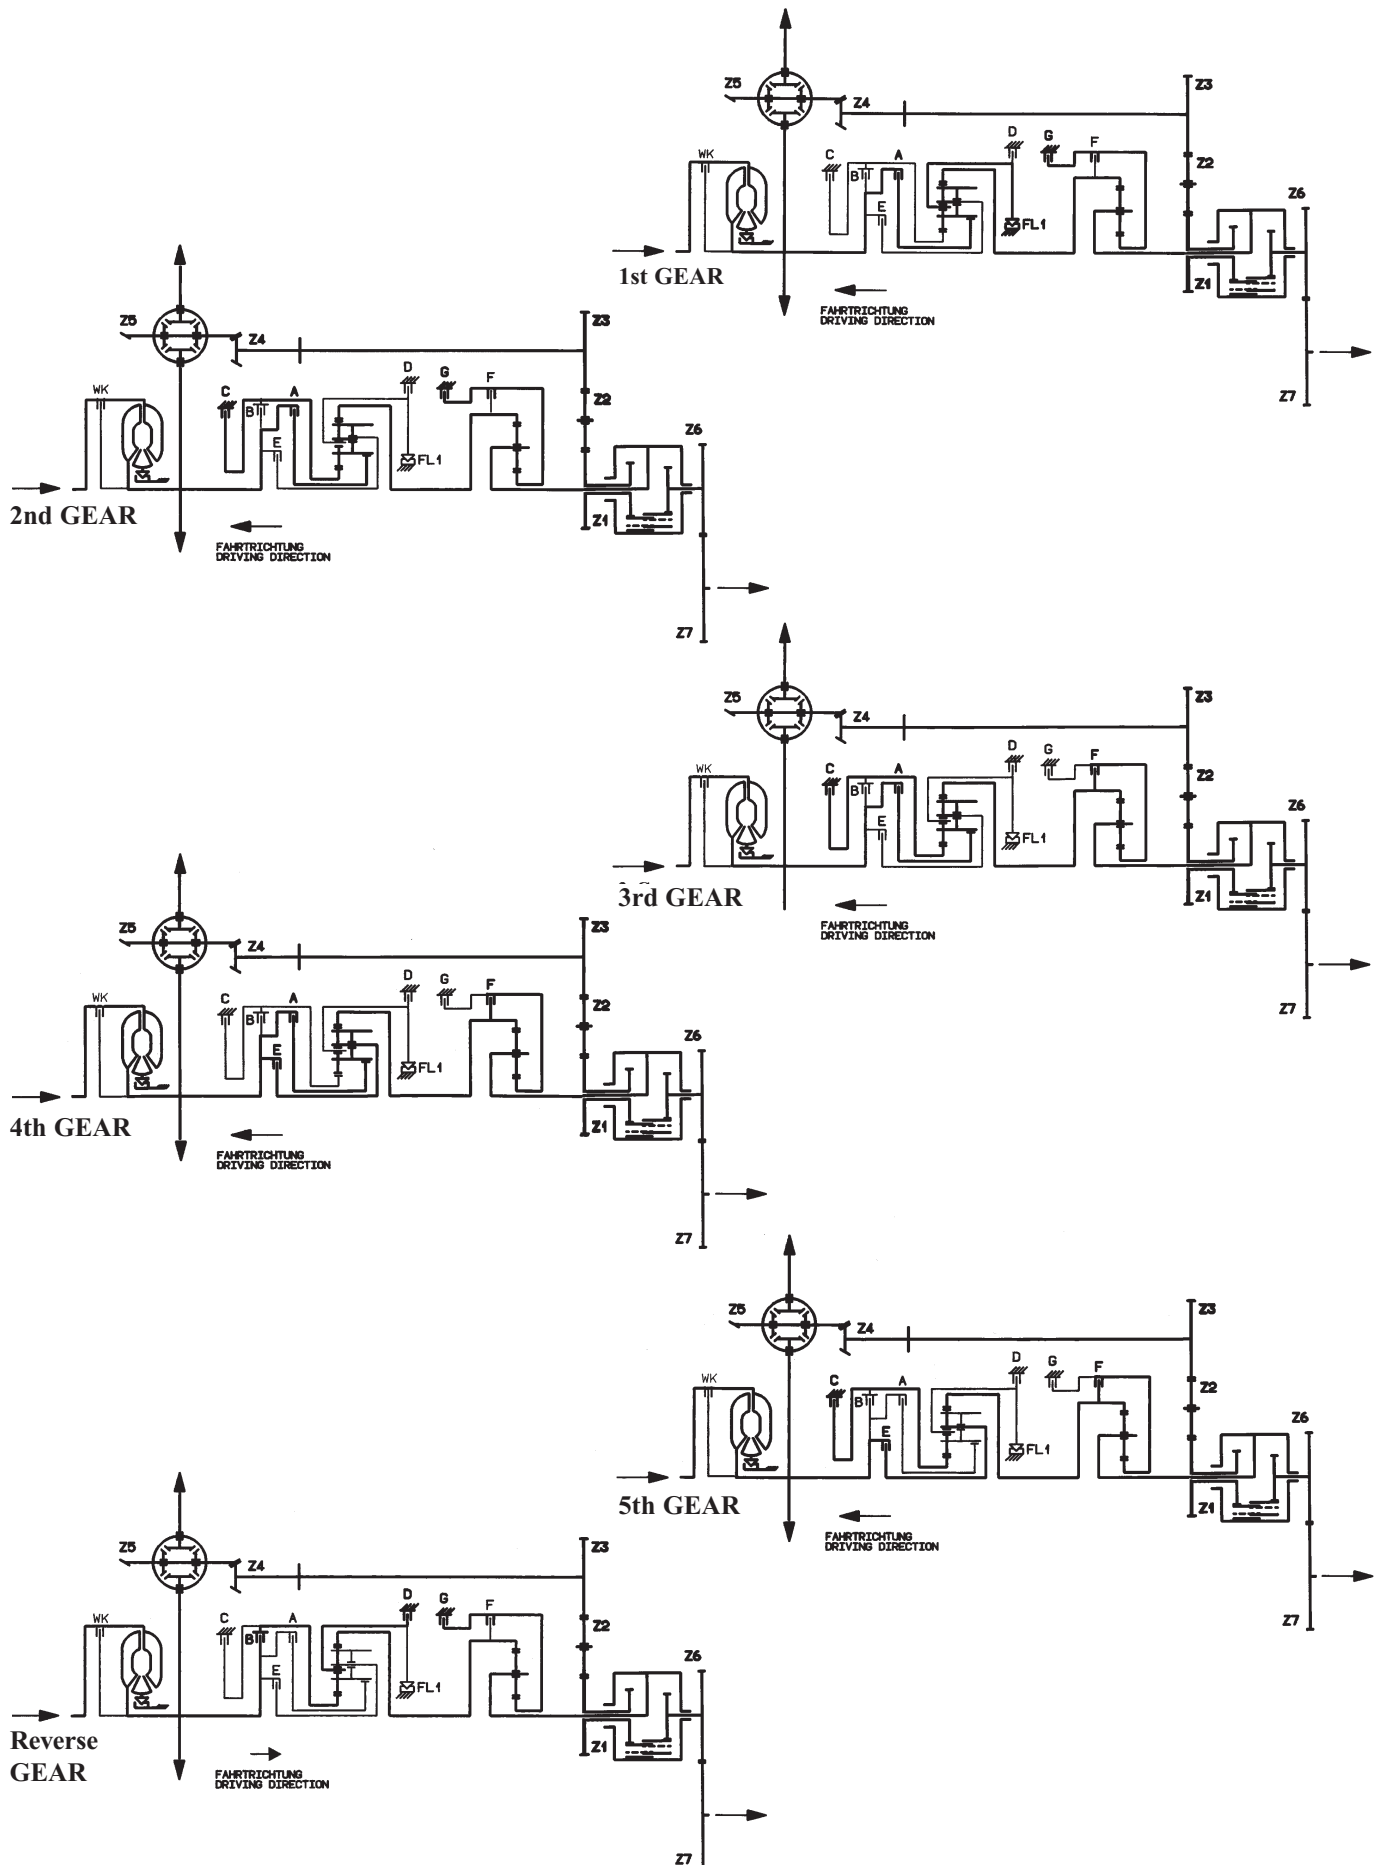 Z5
Z4
Z3
D
G
F
WK
C
A
Z2
B
E
Z6
FL1
1st GEAR
Z1
FAHRTRICHTUNG
DRIVING DIRECTION
Z7
Z5
Z4
Z3
D
G
F
WK
C
A
Z2
B
E
Z6
FL1
2nd GEAR
Z1
FAHRTRICHTUNG
DRIVING DIRECTION
Z7
Z5
Z4
Z3
D
G
F
WK
C
A
Z2
B
E
Z6
FL1
3rd GEAR
Z1
FAHRTRICHTUNG
DRIVING DIRECTION
Z7
Z5
Z4
Z3
D
G
F
WK
C
A
Z2
B
E
Z6
FL1
4th GEAR
Z1
FAHRTRICHTUNG
DRIVING DIRECTION
Z7
Z5
Z4
Z3
D
G
F
WK
C
A
Z2
B
E
Z6
FL1
5th GEAR
Z1
FAHRTRICHTUNG
DRIVING DIRECTION
Z7
Z5
Z4
Z3
D
G
F
WK
C
A
Z2
B
E
Z6
FL1
Reverse
GEAR
Z1
FAHRTRICHTUNG
DRIVING DIRECTION
Z7